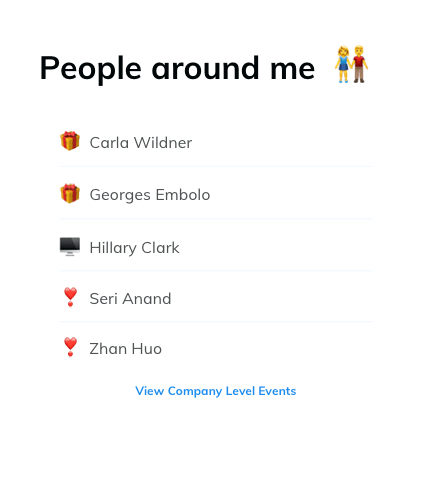 People around me
Carla Wildner
Georges Embolo
Hillary Clark
Seri Anand
Zhan Huo
View Company Level Events